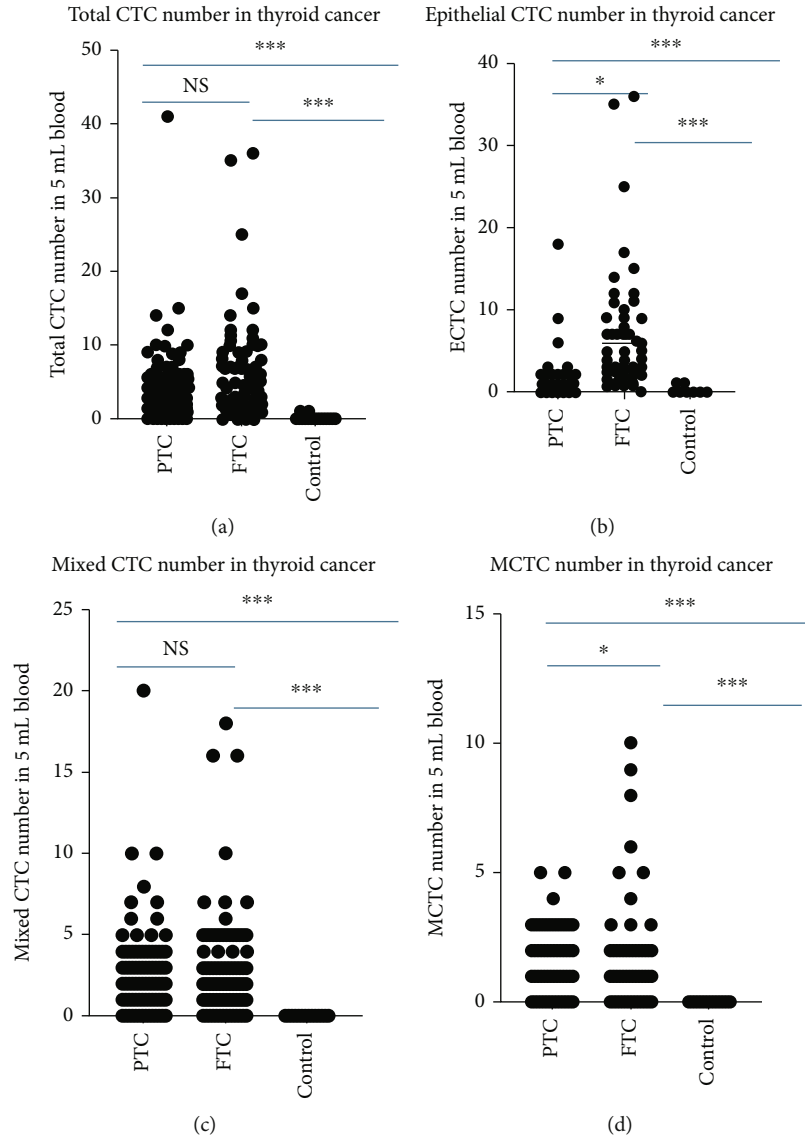 Total CTC number in thyroid cancer
Total CTC number in 5 mL blood
50
40
30
20
10
0
***
NS
***
PTC
FTC
Control
(a)
Epithelial CTC number in thyroid cancer
ECTC number in 5 mL blood
40
30
20
10
0
***
*
***
PTC
FTC
Control
(b)
Mixed CTC number in thyroid cancer
Mixed CTC number in 5 mL blood
25
20
15
10
5
0
***
NS
***
PTC
FTC
Control
(c)
MCTC number in thyroid cancer
MCTC number in 5 mL blood
15
10
5
0
***
*
***
PTC
FTC
Control
(d)